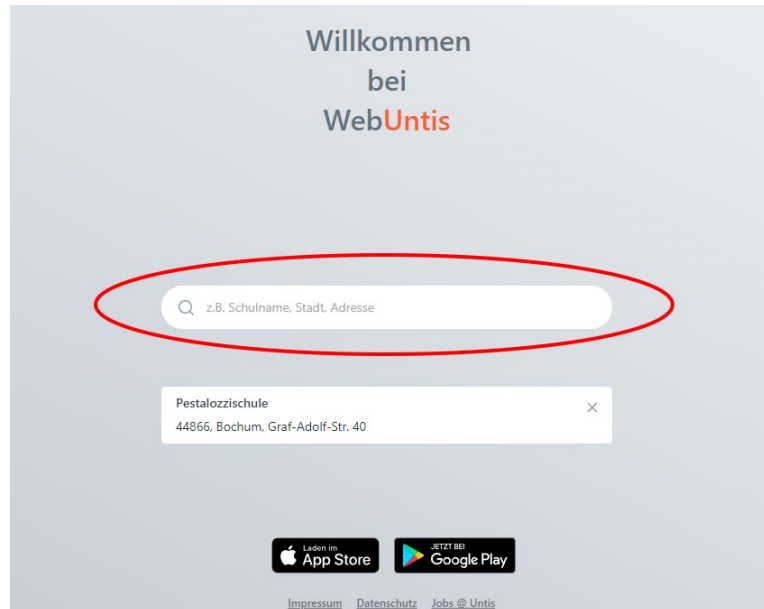 Willkommen
bei
WebUntis
z.B. Schulname, Stadt, Adresse
Pestalozzischule
44866, Bochum, Graf-Adolf-Str. 40
Laden im
App Store
JETZT BEI
Google Play
Impressum Datenschutz Jobs @ Untis